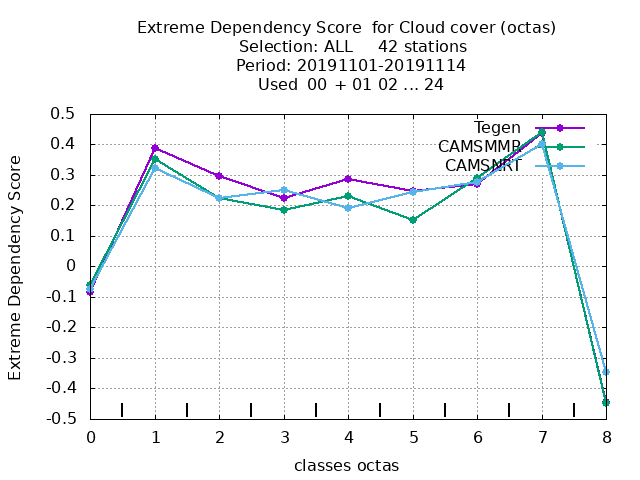 Extreme Dependency Score  for Cloud cover (octas)
Selection: ALL     42 stations
Period: 20191101-20191114
Used  00  + 01 02 ... 24
Tegen
CAMSMMR
CAMSNRT
0.5
0.4
0.3
0.2
0.1
0
-0.1
-0.2
-0.3
-0.4
-0.5
Extreme Dependency Score
0 1 2 3 4 5 6 7 8
classes octas